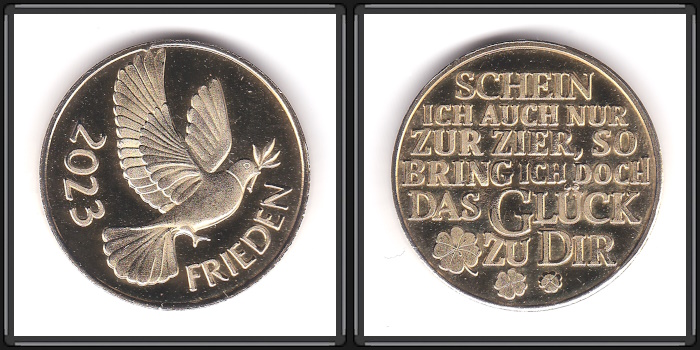 2023
FRIEDEN
SCHEIN
ICH AUCH NUR
ZUR ZIER, SO
BRING ICH DOCH
DAS GLÜCK
ZU DIR